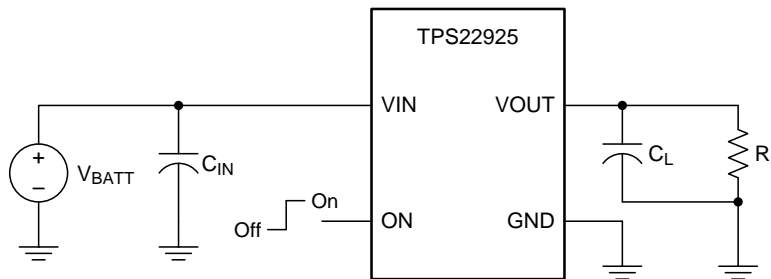 TPS22925
VIN
VOUT
+
−
V_BATT
C_IN
C_L
R
On
Off
ON
GND